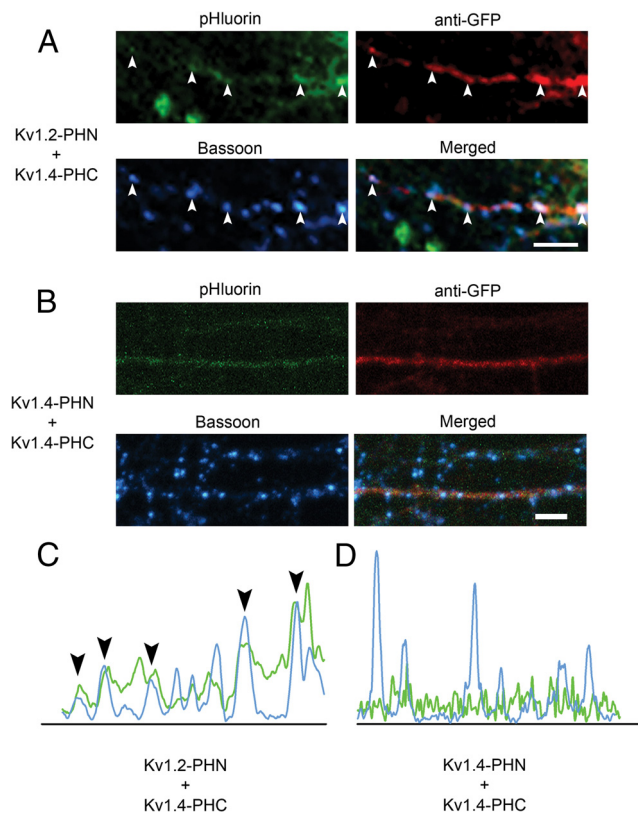 A
pHluorin
anti-GFP
Kv1.2-PHN
+
Kv1.4-PHC
Bassoon
Merged
B
pHluorin
anti-GFP
Kv1.4-PHN
+
Kv1.4-PHC
Bassoon
Merged
C
D
Kv1.2-PHN
+
Kv1.4-PHC
Kv1.4-PHN
+
Kv1.4-PHC